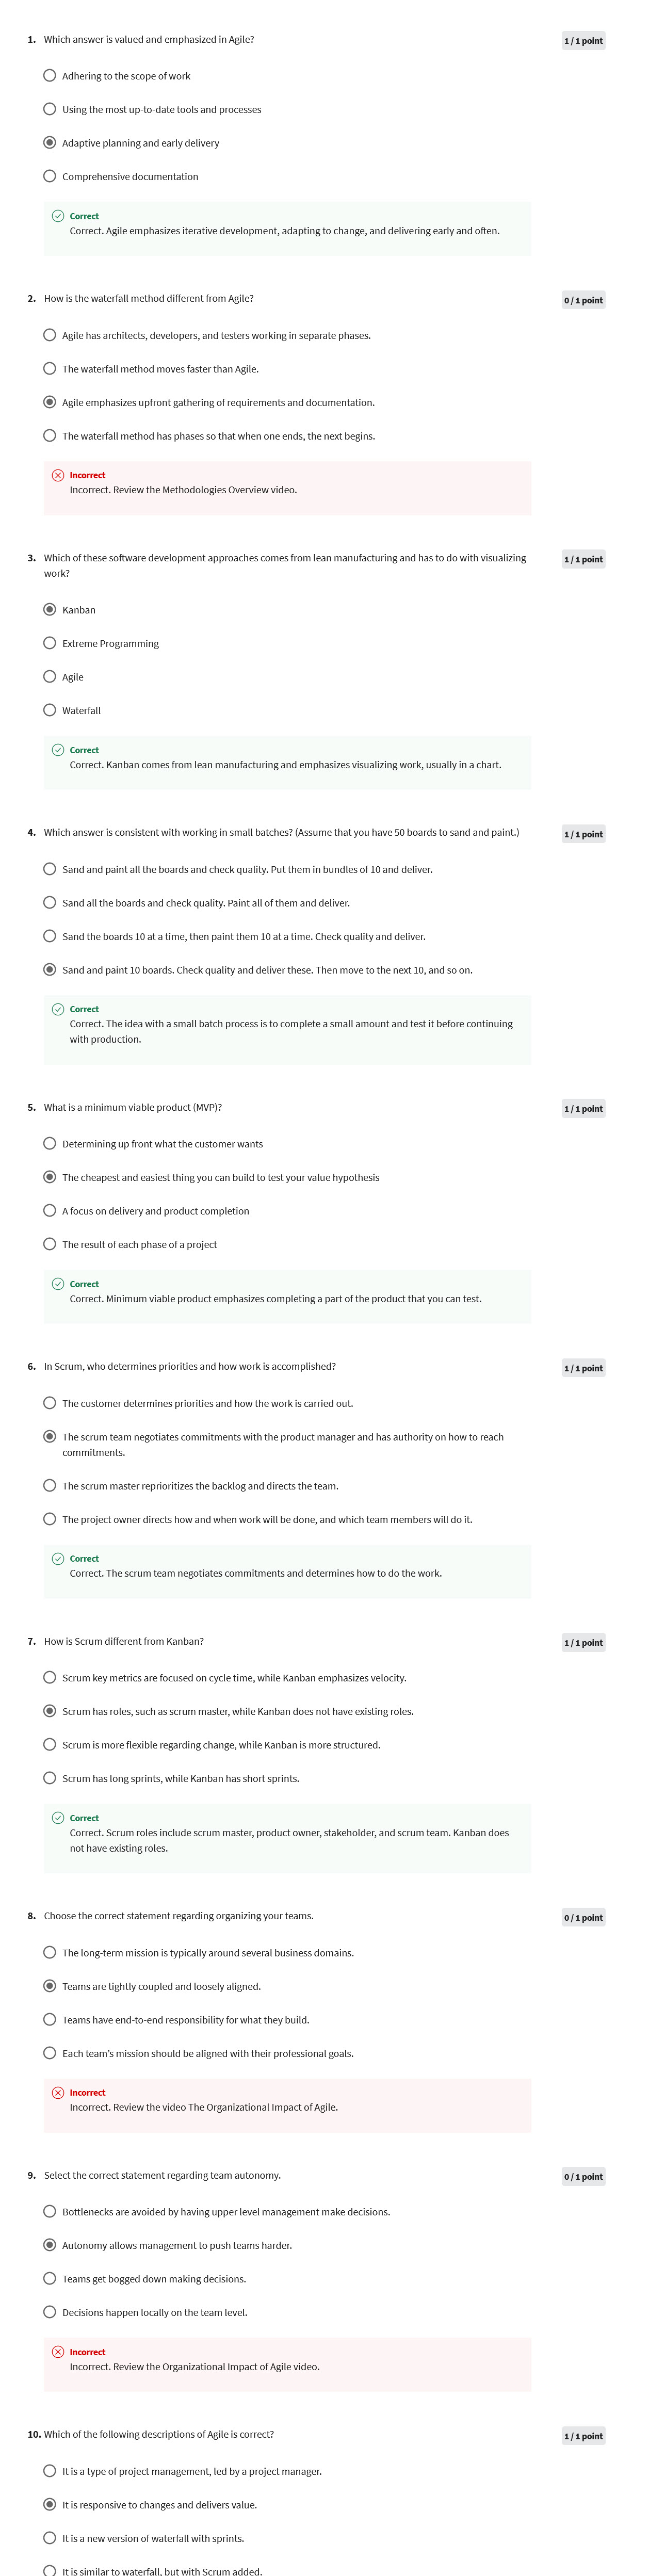 1. Which answer is valued and emphasized in Agile?
1 / 1 point
Adhering to the scope of work
Using the most up-to-date tools and processes
Adaptive planning and early delivery
Comprehensive documentation
Correct
Correct. Agile emphasizes iterative development, adapting to change, and delivering early and often.
2. How is the waterfall method different from Agile?
0 / 1 point
Agile has architects, developers, and testers working in separate phases.
The waterfall method moves faster than Agile.
Agile emphasizes upfront gathering of requirements and documentation.
The waterfall method has phases so that when one ends, the next begins.
Incorrect
Incorrect. Review the Methodologies Overview video.
3. Which of these software development approaches comes from lean manufacturing and has to do with visualizing
work?
1 / 1 point
Kanban
Extreme Programming
Agile
Waterfall
Correct
Correct. Kanban comes from lean manufacturing and emphasizes visualizing work, usually in a chart.
4. Which answer is consistent with working in small batches? (Assume that you have 50 boards to sand and paint.)
1 / 1 point
Sand and paint all the boards and check quality. Put them in bundles of 10 and deliver.
Sand all the boards and check quality. Paint all of them and deliver.
Sand the boards 10 at a time, then paint them 10 at a time. Check quality and deliver.
Sand and paint 10 boards. Check quality and deliver these. Then move to the next 10, and so on.
Correct
Correct. The idea with a small batch process is to complete a small amount and test it before continuing
with production.
5. What is a minimum viable product (MVP)?
1 / 1 point
Determining up front what the customer wants
The cheapest and easiest thing you can build to test your value hypothesis
A focus on delivery and product completion
The result of each phase of a project
Correct
Correct. Minimum viable product emphasizes completing a part of the product that you can test.
6. In Scrum, who determines priorities and how work is accomplished?
1 / 1 point
The customer determines priorities and how the work is carried out.
The scrum team negotiates commitments with the product manager and has authority on how to reach
commitments.
The scrum master reprioritizes the backlog and directs the team.
The project owner directs how and when work will be done, and which team members will do it.
Correct
Correct. The scrum team negotiates commitments and determines how to do the work.
7. How is Scrum different from Kanban?
1 / 1 point
Scrum key metrics are focused on cycle time, while Kanban emphasizes velocity.
Scrum has roles, such as scrum master, while Kanban does not have existing roles.
Scrum is more flexible regarding change, while Kanban is more structured.
Scrum has long sprints, while Kanban has short sprints.
Correct
Correct. Scrum roles include scrum master, product owner, stakeholder, and scrum team. Kanban does
not have existing roles.
8. Choose the correct statement regarding organizing your teams.
0 / 1 point
The long-term mission is typically around several business domains.
Teams are tightly coupled and loosely aligned.
Teams have end-to-end responsibility for what they build.
Each team's mission should be aligned with their professional goals.
Incorrect
Incorrect. Review the video The Organizational Impact of Agile.
9. Select the correct statement regarding team autonomy.
0 / 1 point
Bottlenecks are avoided by having upper level management make decisions.
Autonomy allows management to push teams harder.
Teams get bogged down making decisions.
Decisions happen locally on the team level.
Incorrect
Incorrect. Review the Organizational Impact of Agile video.
10. Which of the following descriptions of Agile is correct?
1 / 1 point
It is a type of project management, led by a project manager.
It is responsive to changes and delivers value.
It is a new version of waterfall with sprints.
It is similar to waterfall, but with Scrum added.